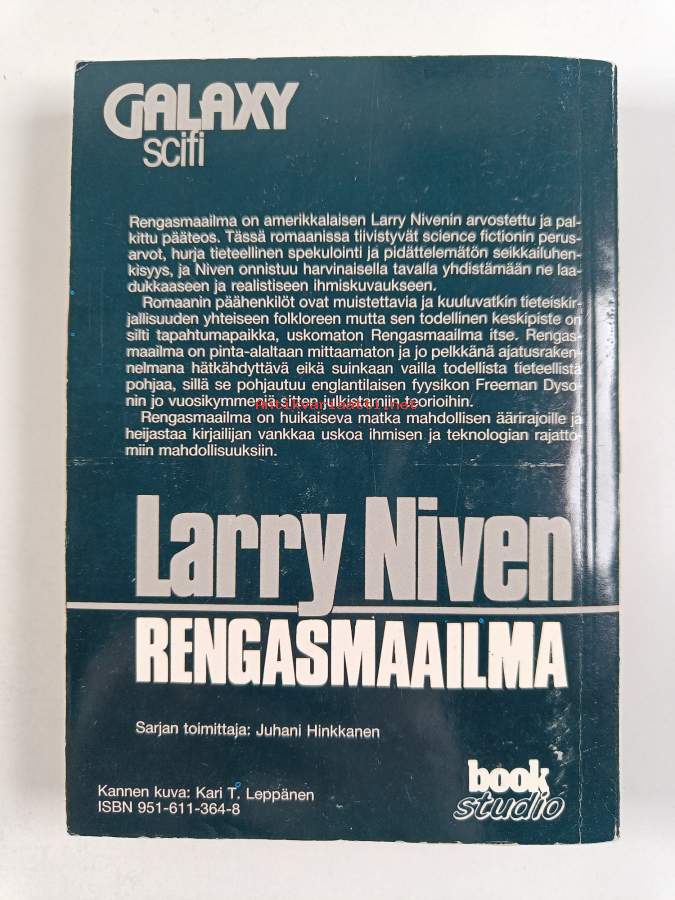 GALAXY
scifi
Rengasmaailma on amerikkalaisen Larry Nivenin arvostettu ja pal-
kittu pääteos. Tässä romaanissa tiivistyvät science fictionin perus-
arvot, hurja tieteellinen spekulointi ja pidättelemätön seikkailuhen-
kisyys, ja Niven onnistuu harvinaisella tavalla yhdistämään ne laa-
dukkaaseen ja realistiseen ihmiskuvaukseen.
Romaanin päähenkilöt ovat muistettavia ja kuuluvatkin tieteiskir-
jallisuuden yhteiseen folkloreen mutta sen todellinen keskipiste on
silti tapahtumapaikka, uskomaton Rengasmaailma itse. Rengas-
maailma on pinta-alaltaan mittaamaton ja jo pelkkänä ajatusraken-
nelmana hätkähdyttävä eikä suinkaan vailla todellista tieteellistä
pohjaa, sillä se pohjautuu englantilaisen fyysikon Freeman Dyso-
nin jo vuosikymmeniä sitten julkistamiin teorioihin.
Antikvariaatti.net
Rengasmaailma on huikaiseva matka mahdollisen äärirajoille ja
heijastaa kirjailijan vankkaa uskoa ihmisen ja teknologian rajatto-
miin mahdollisuuksiin.
Larry Niven
RENGASMAAILMA
Sarjan toimittaja: Juhani Hinkkanen
Kannen kuva: Kari T. Leppänen
ISBN 951-611-364-8
book
studio